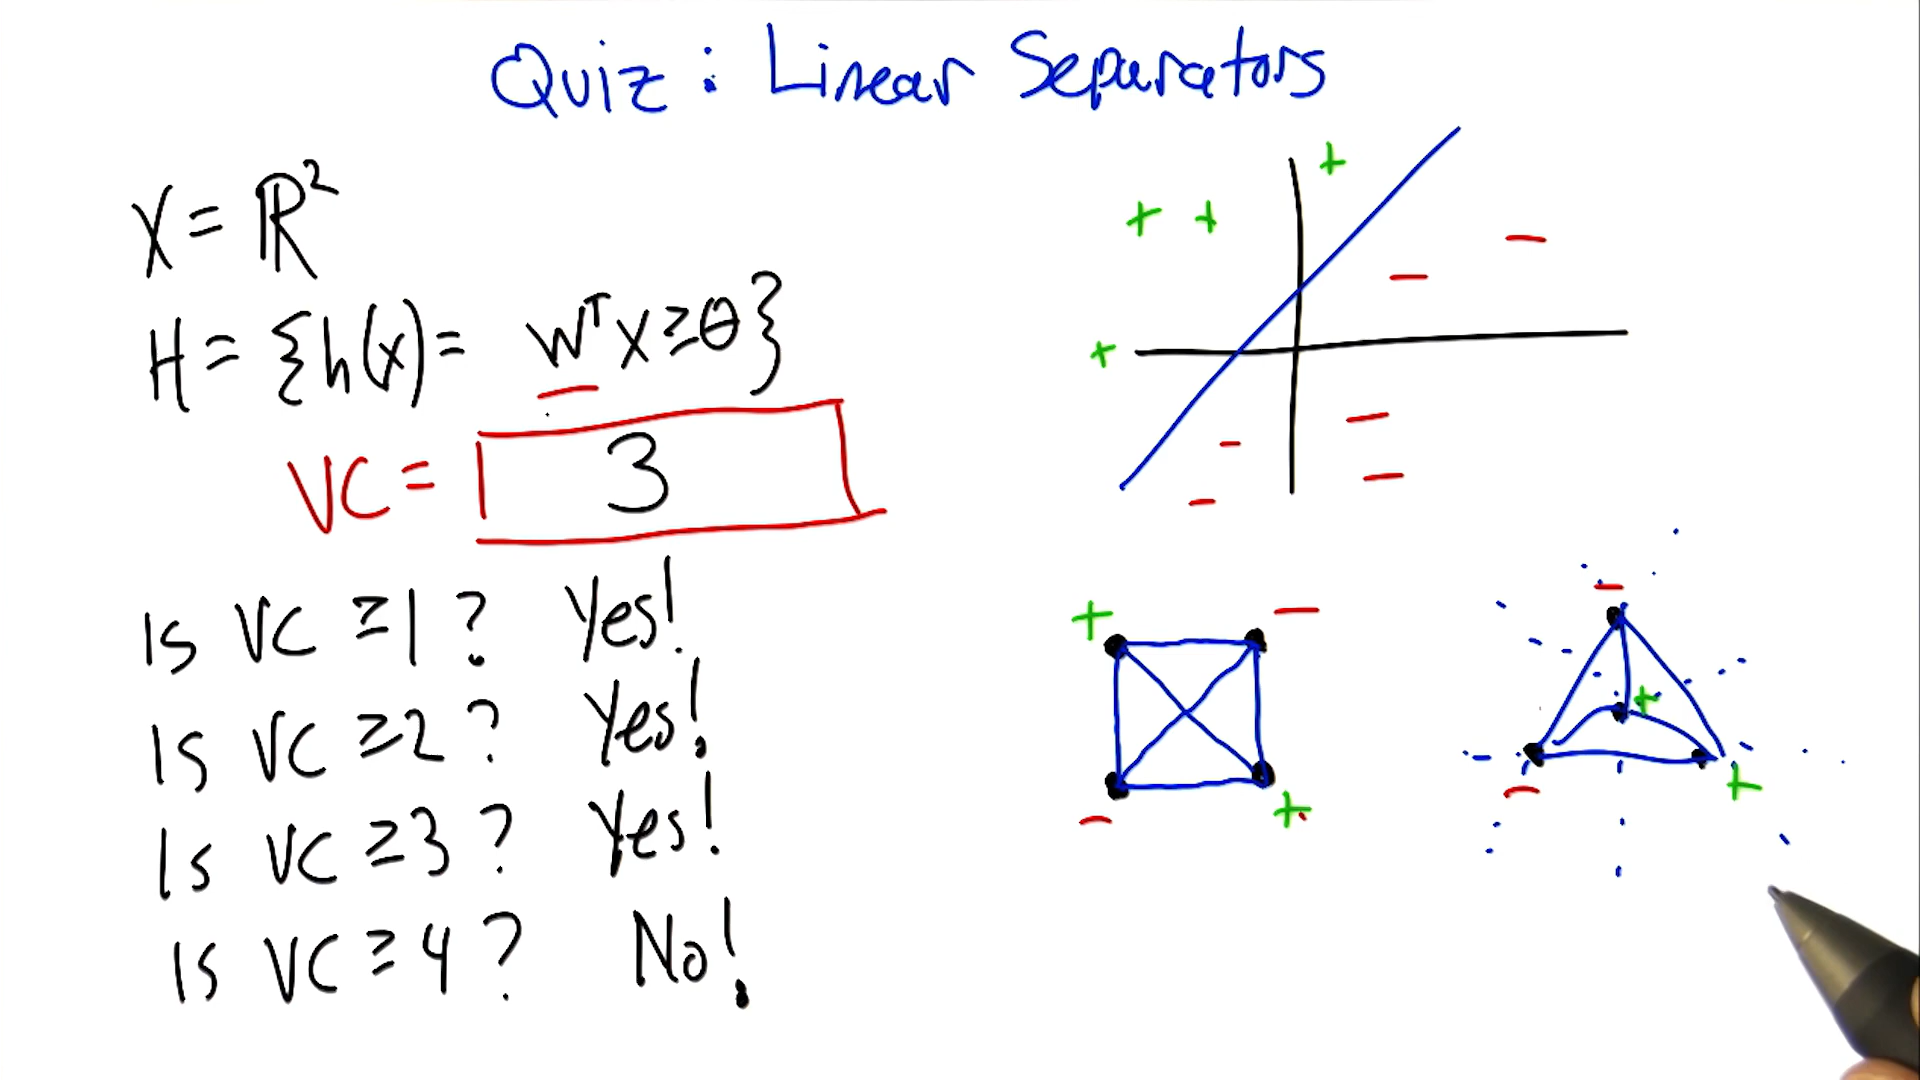 Quiz: Linear Separators
X = ℝ²
H = {h(x) = wᵀx ≥ θ}
VC = 3
Is VC ≥ 1 ? Yes!
Is VC ≥ 2 ? Yes!
Is VC ≥ 3 ? Yes!
Is VC ≥ 4 ? No!
+
+ +
−
−
+
−
−
−
−
+ −
− +
−
+
− +